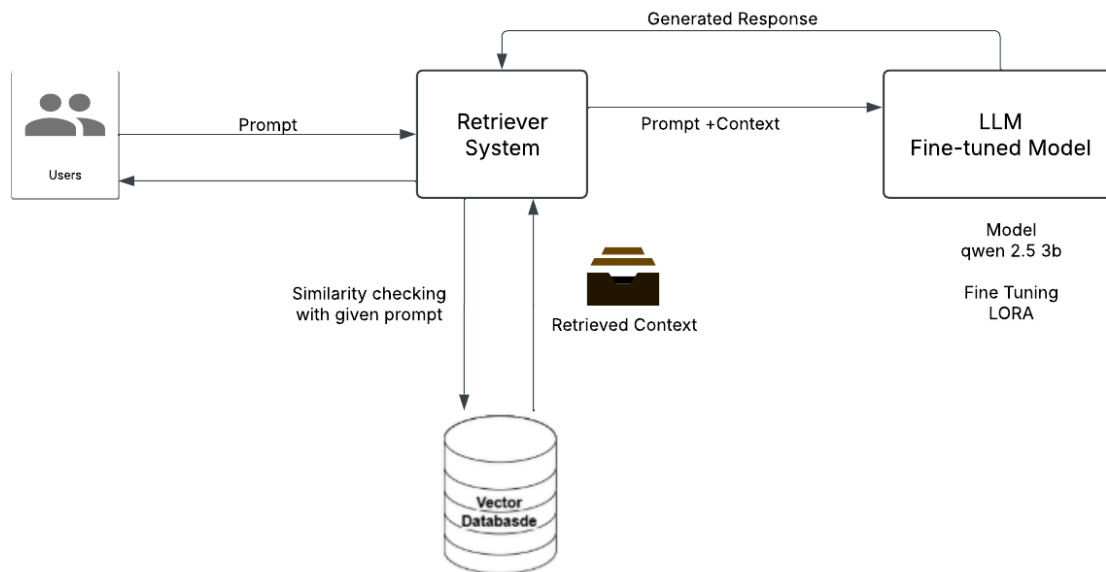 Generated Response
Users
Prompt
Retriever
System
Prompt +Context
LLM
Fine-tuned Model
Model
qwen 2.5 3b
Fine Tuning
LORA
Similarity checking
with given prompt
Retrieved Context
Vector
Databasde